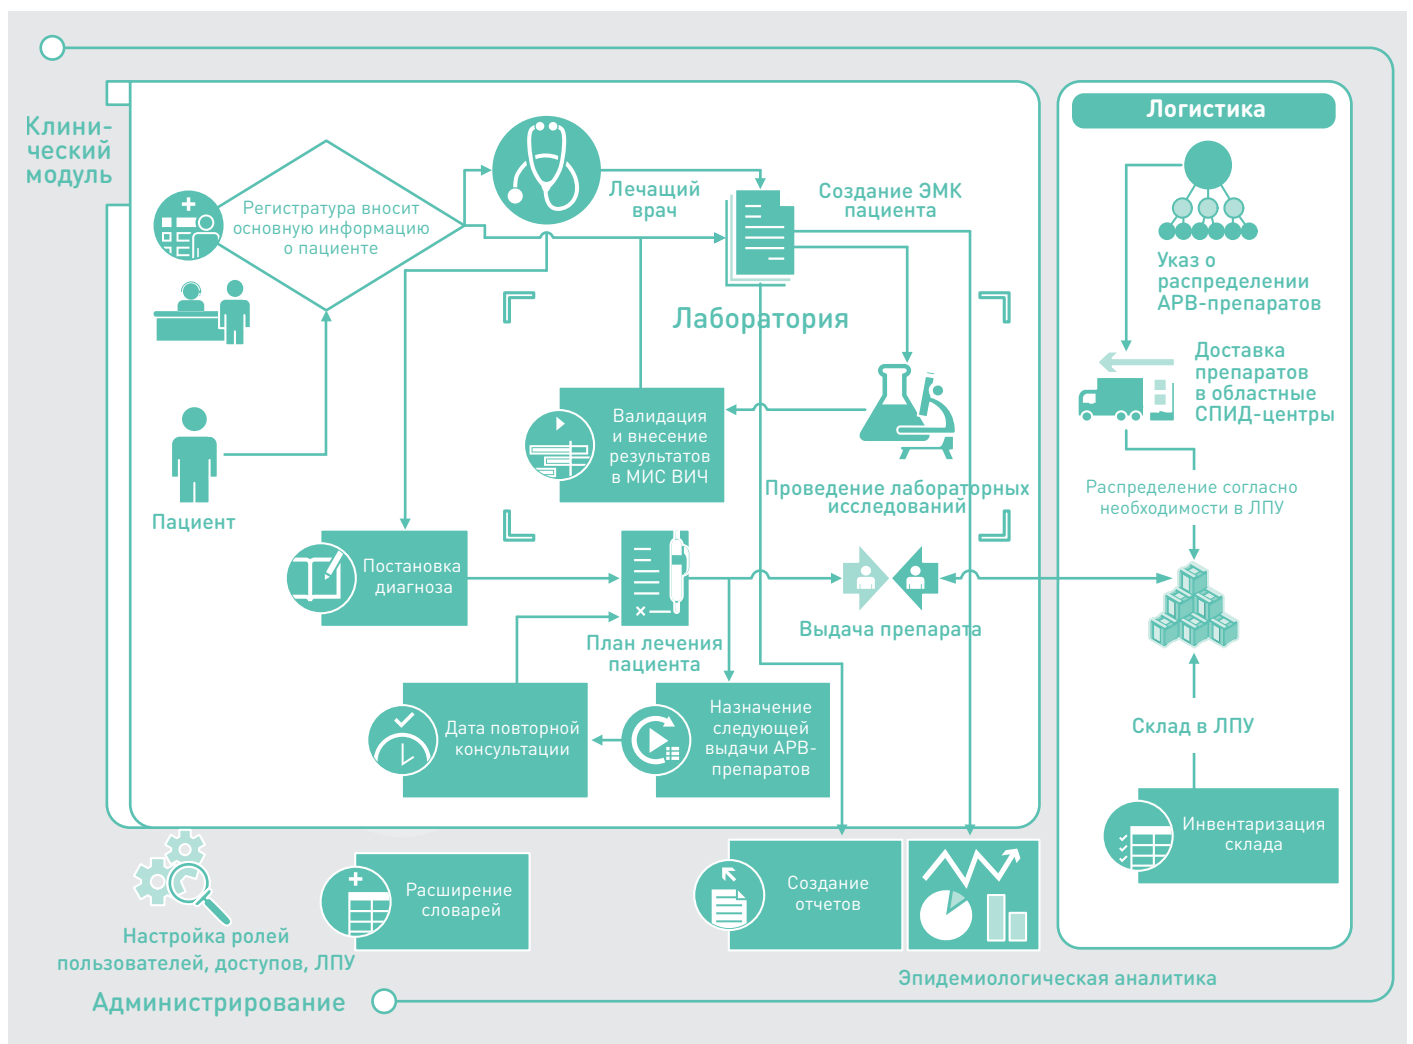 Клини-
ческий
модуль
Регистратура вносит
основную информацию
о пациенте
Лечащий
врач
Создание ЭМК
пациента
Лаборатория
Валидация
и внесение
результатов
в МИС ВИЧ
Проведение лабораторных
исследований
Пациент
Постановка
диагноза
План лечения
пациента
Выдача препарата
Дата повторной
консультации
Назначение
следующей
выдачи АРВ-
препаратов
Логистика
Указ о
распределении
АРВ-препаратов
Доставка
препаратов
в областные
СПИД-центры
Распределение согласно
необходимости в ЛПУ
Склад в ЛПУ
Инвентаризация
склада
Настройка ролей
пользователей, доступов, ЛПУ
Расширение
словарей
Создание
отчетов
Эпидемиологическая аналитика
Администрирование